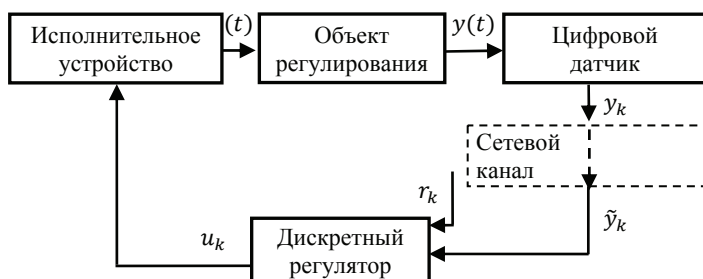 Исполнительное устройство
(t)
Объект регулирования
y(t)
Цифровой датчик
y_k
Сетевой канал
r_k
ỹ_k
u_k
Дискретный регулятор